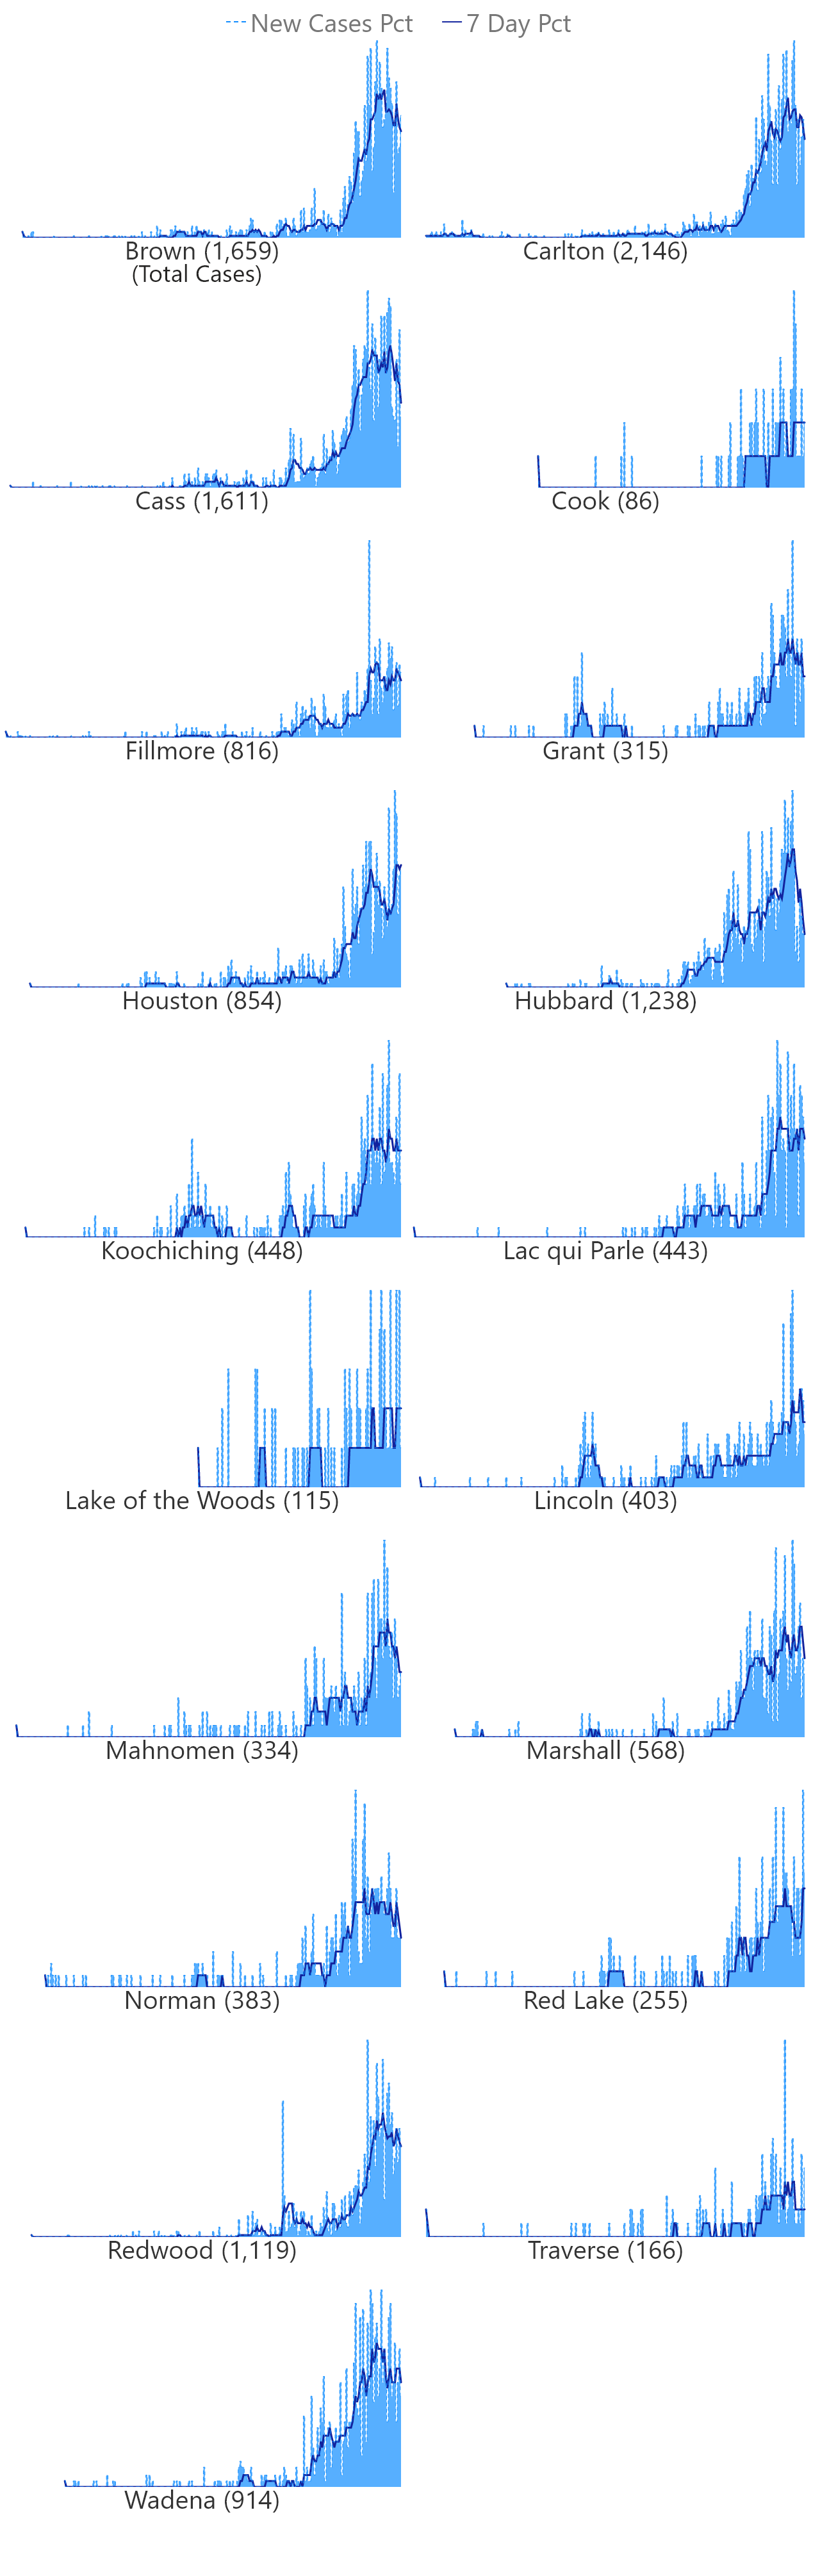 New Cases Pct 7 Day Pct
Brown (1,659) Carlton (2,146)
(Total Cases)
Cass (1,611) Cook (86)
Fillmore (816) Grant (315)
Houston (854) Hubbard (1,238)
Koochiching (448) Lac qui Parle (443)
Lake of the Woods (115) Lincoln (403)
Mahnomen (334) Marshall (568)
Norman (383) Red Lake (255)
Redwood (1,119) Traverse (166)
Wadena (914)